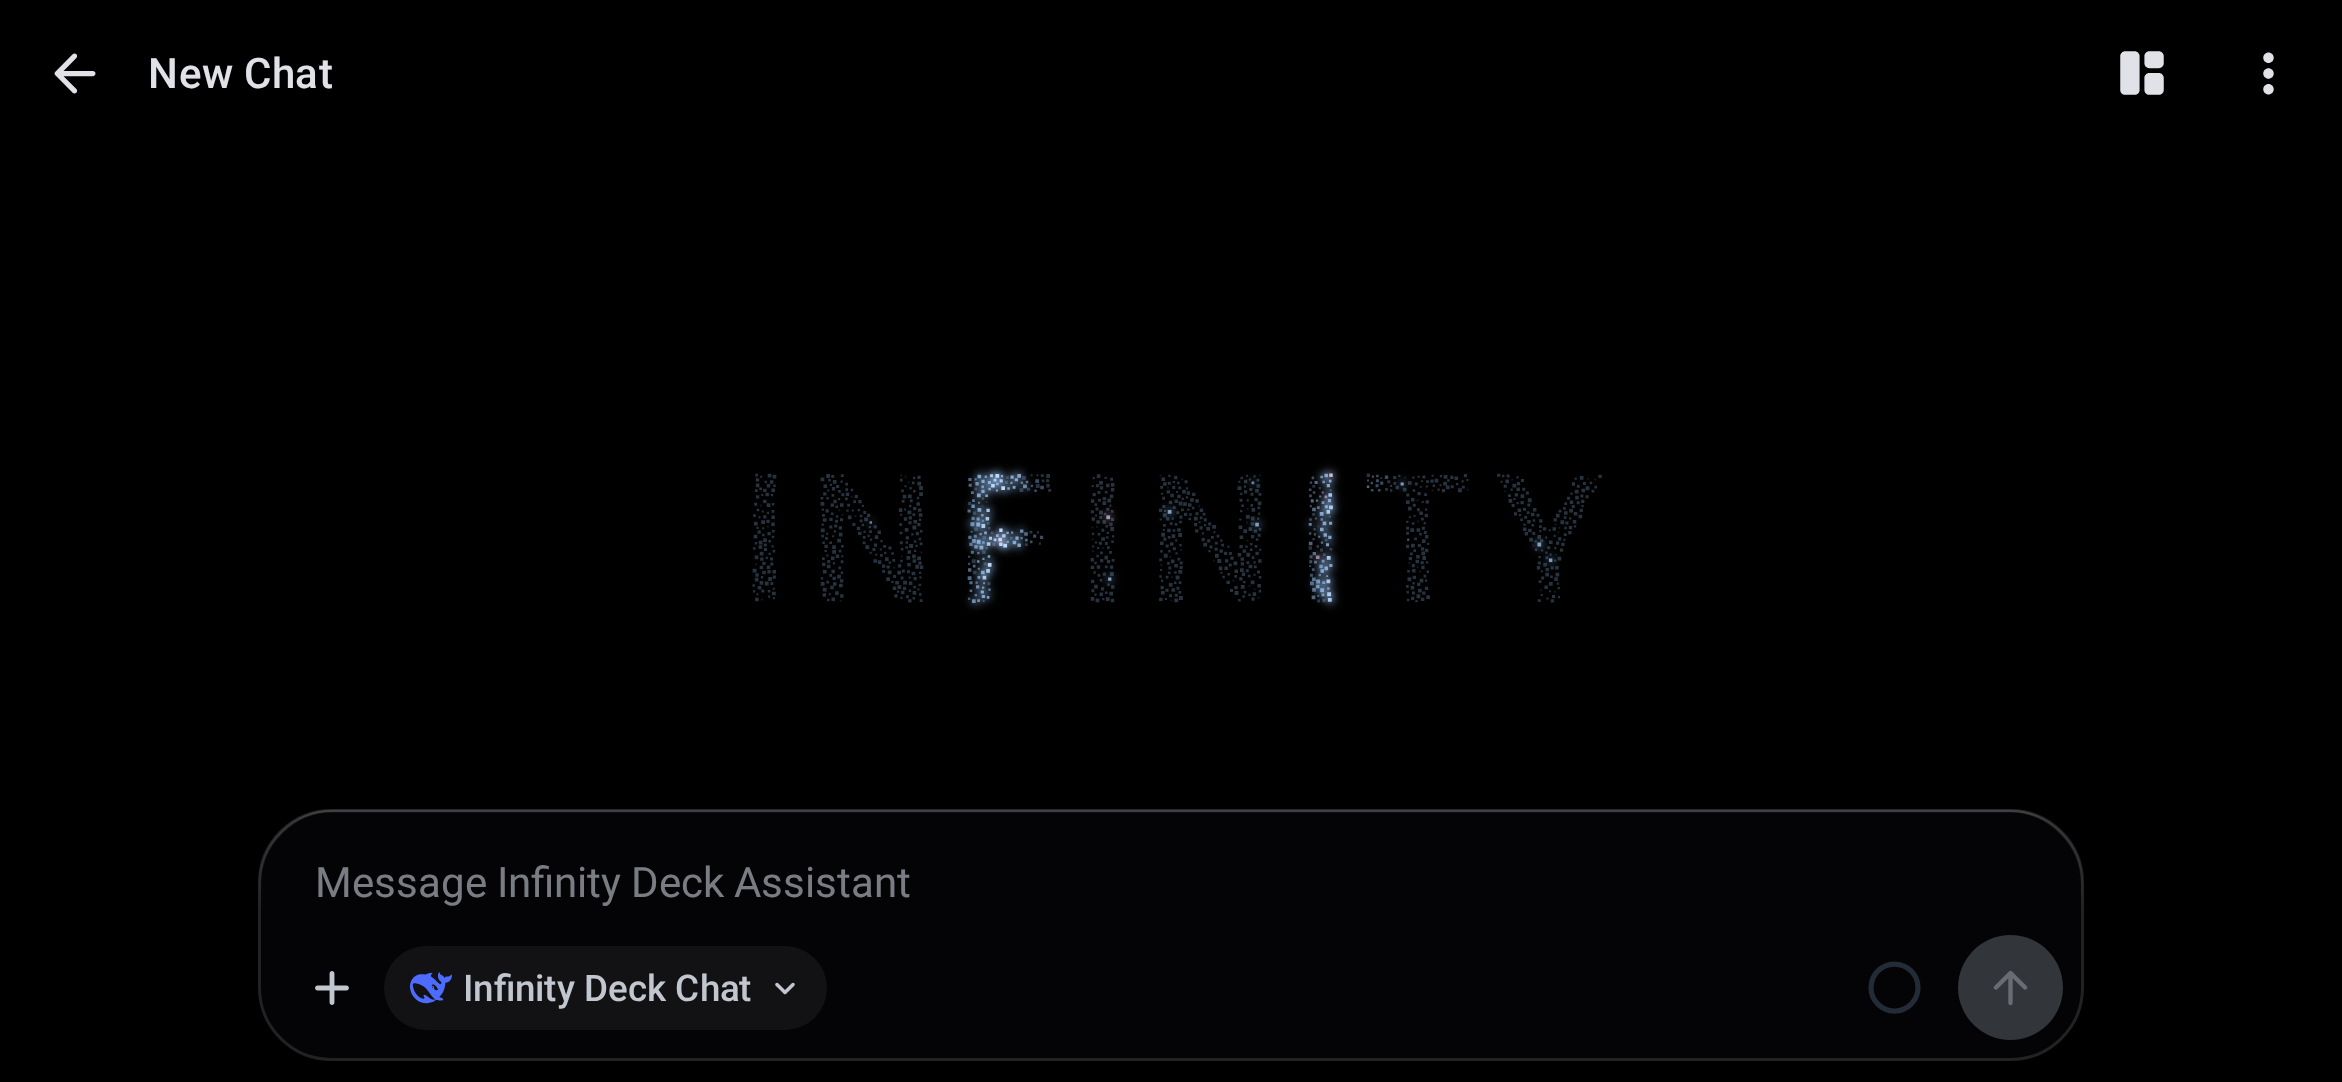 New Chat
INFINITY
Message Infinity Deck Assistant
Infinity Deck Chat